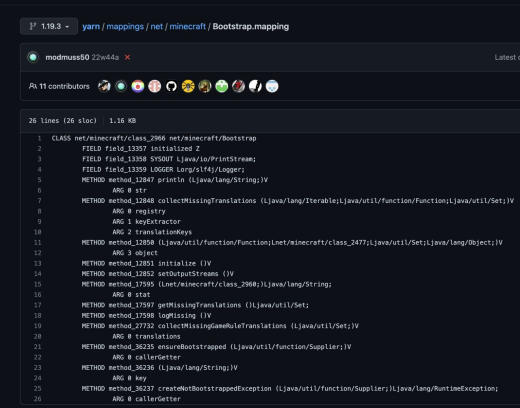 1.19.3
yarn / mappings / net / minecraft / Bootstrap.mapping
modmuss50 22w44a
Latest
11 contributors
26 lines (26 sloc) 1.16 KB
1 CLASS net/minecraft/class_2966 net/minecraft/Bootstrap
2 FIELD field_13357 initialized Z
3 FIELD field_13358 SYSOUT Ljava/io/PrintStream;
4 FIELD field_13359 LOGGER Lorg/slf4j/Logger;
5 METHOD method_12847 println (Ljava/lang/String;)V
6 ARG 0 str
7 METHOD method_12848 collectMissingTranslations (Ljava/lang/Iterable;Ljava/util/function/Function;Ljava/util/Set;)V
8 ARG 0 registry
9 ARG 1 keyExtractor
10 ARG 2 translationKeys
11 METHOD method_12850 (Ljava/util/function/Function;Lnet/minecraft/class_2477;Ljava/util/Set;Ljava/lang/Object;)V
12 ARG 3 object
13 METHOD method_12851 initialize ()V
14 METHOD method_12852 setOutputStreams ()V
15 METHOD method_17595 (Lnet/minecraft/class_2960;)Ljava/lang/String;
16 ARG 0 stat
17 METHOD method_17597 getMissingTranslations ()Ljava/util/Set;
18 METHOD method_17598 logMissing ()V
19 METHOD method_27732 collectMissingGameRuleTranslations (Ljava/util/Set;)V
20 ARG 0 translations
21 METHOD method_36235 ensureBootstrapped (Ljava/util/function/Supplier;)V
22 ARG 0 callerGetter
23 METHOD method_36236 (Ljava/lang/String;)V
24 ARG 0 key
25 METHOD method_36237 createNotBootstrappedException (Ljava/util/function/Supplier;)Ljava/lang/RuntimeException;
26 ARG 0 callerGetter